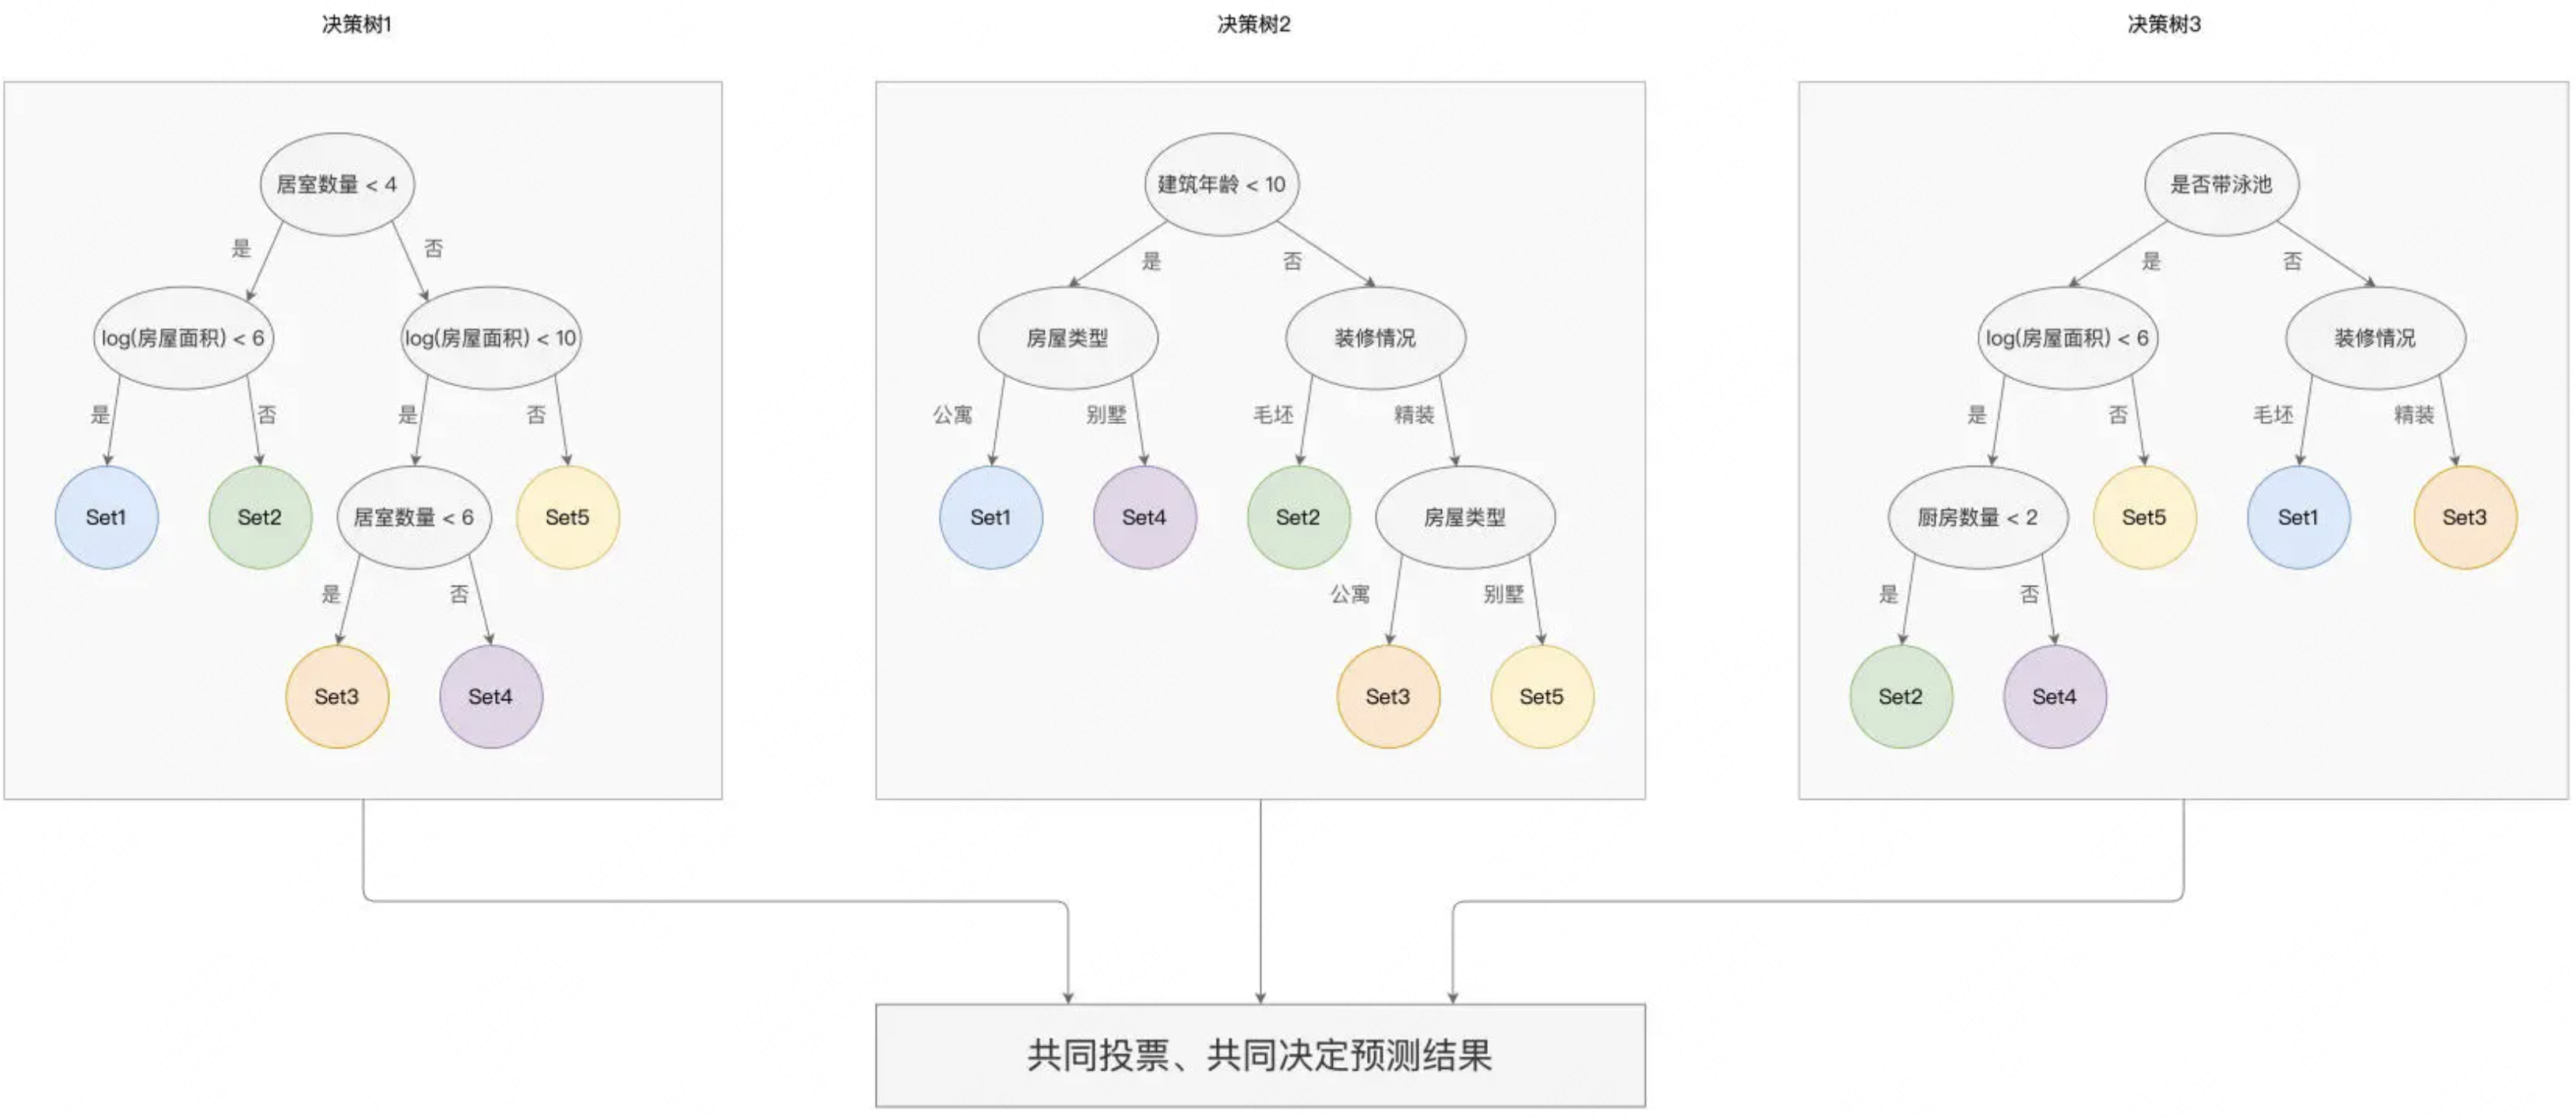 决策树1
决策树2
决策树3
居室数量 < 4
是
否
log(房屋面积) < 6
log(房屋面积) < 10
是
否
是
否
Set1
Set2
居室数量 < 6
Set5
是
否
Set3
Set4
建筑年龄 < 10
是
否
房屋类型
装修情况
公寓
别墅
毛坯
精装
Set1
Set4
Set2
房屋类型
公寓
别墅
Set3
Set5
是否带泳池
是
否
log(房屋面积) < 6
装修情况
是
否
毛坯
精装
厨房数量 < 2
Set5
Set1
Set3
是
否
Set2
Set4
共同投票、共同决定预测结果